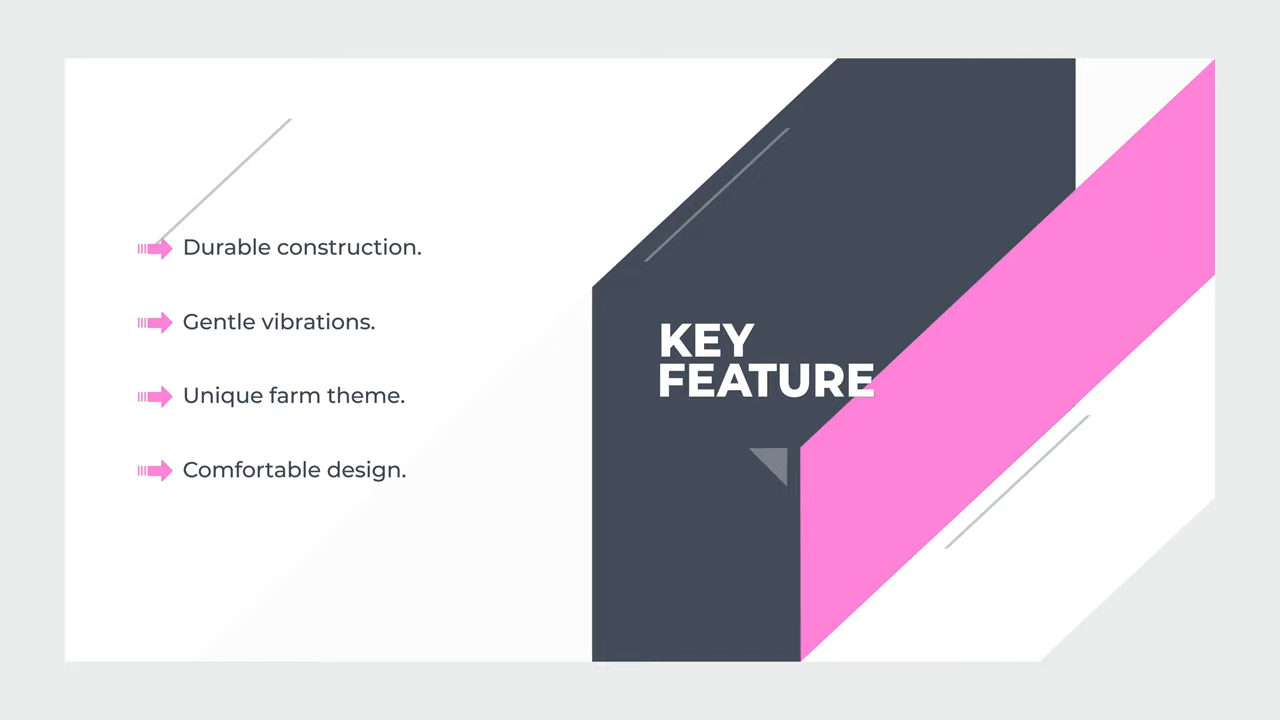 Durable construction.
Gentle vibrations.
Unique farm theme.
Comfortable design.
KEY
FEATURE